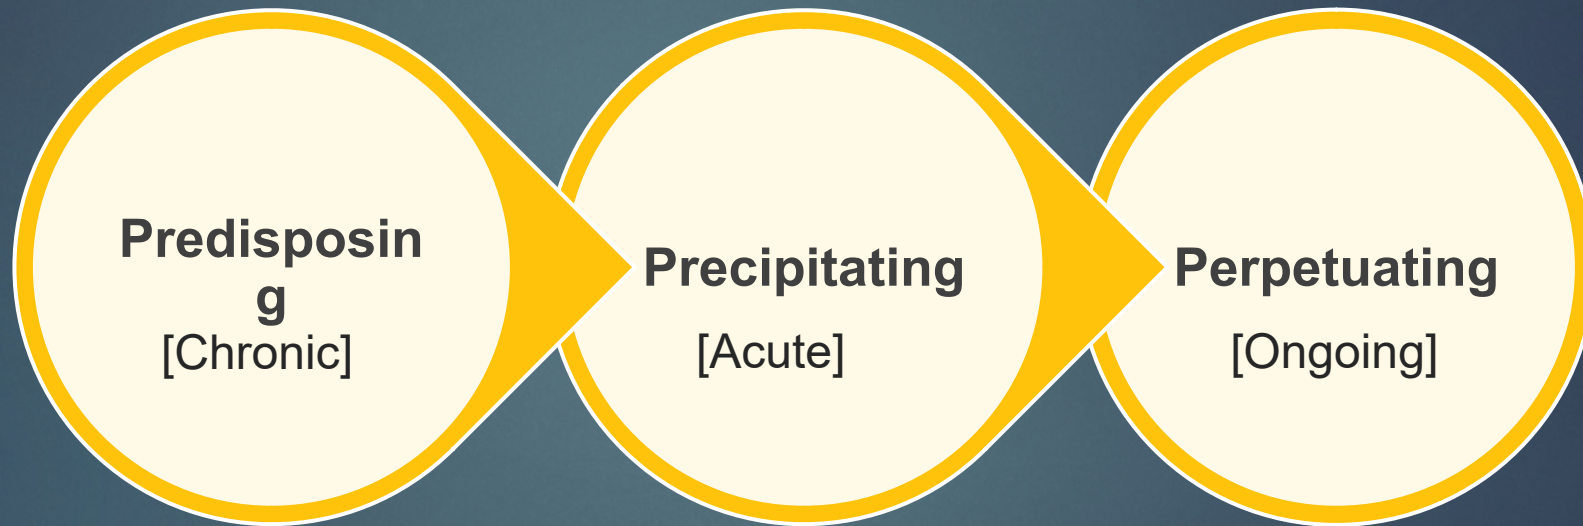 Predisposin
g
[Chronic]
Precipitating
[Acute]
Perpetuating
[Ongoing]